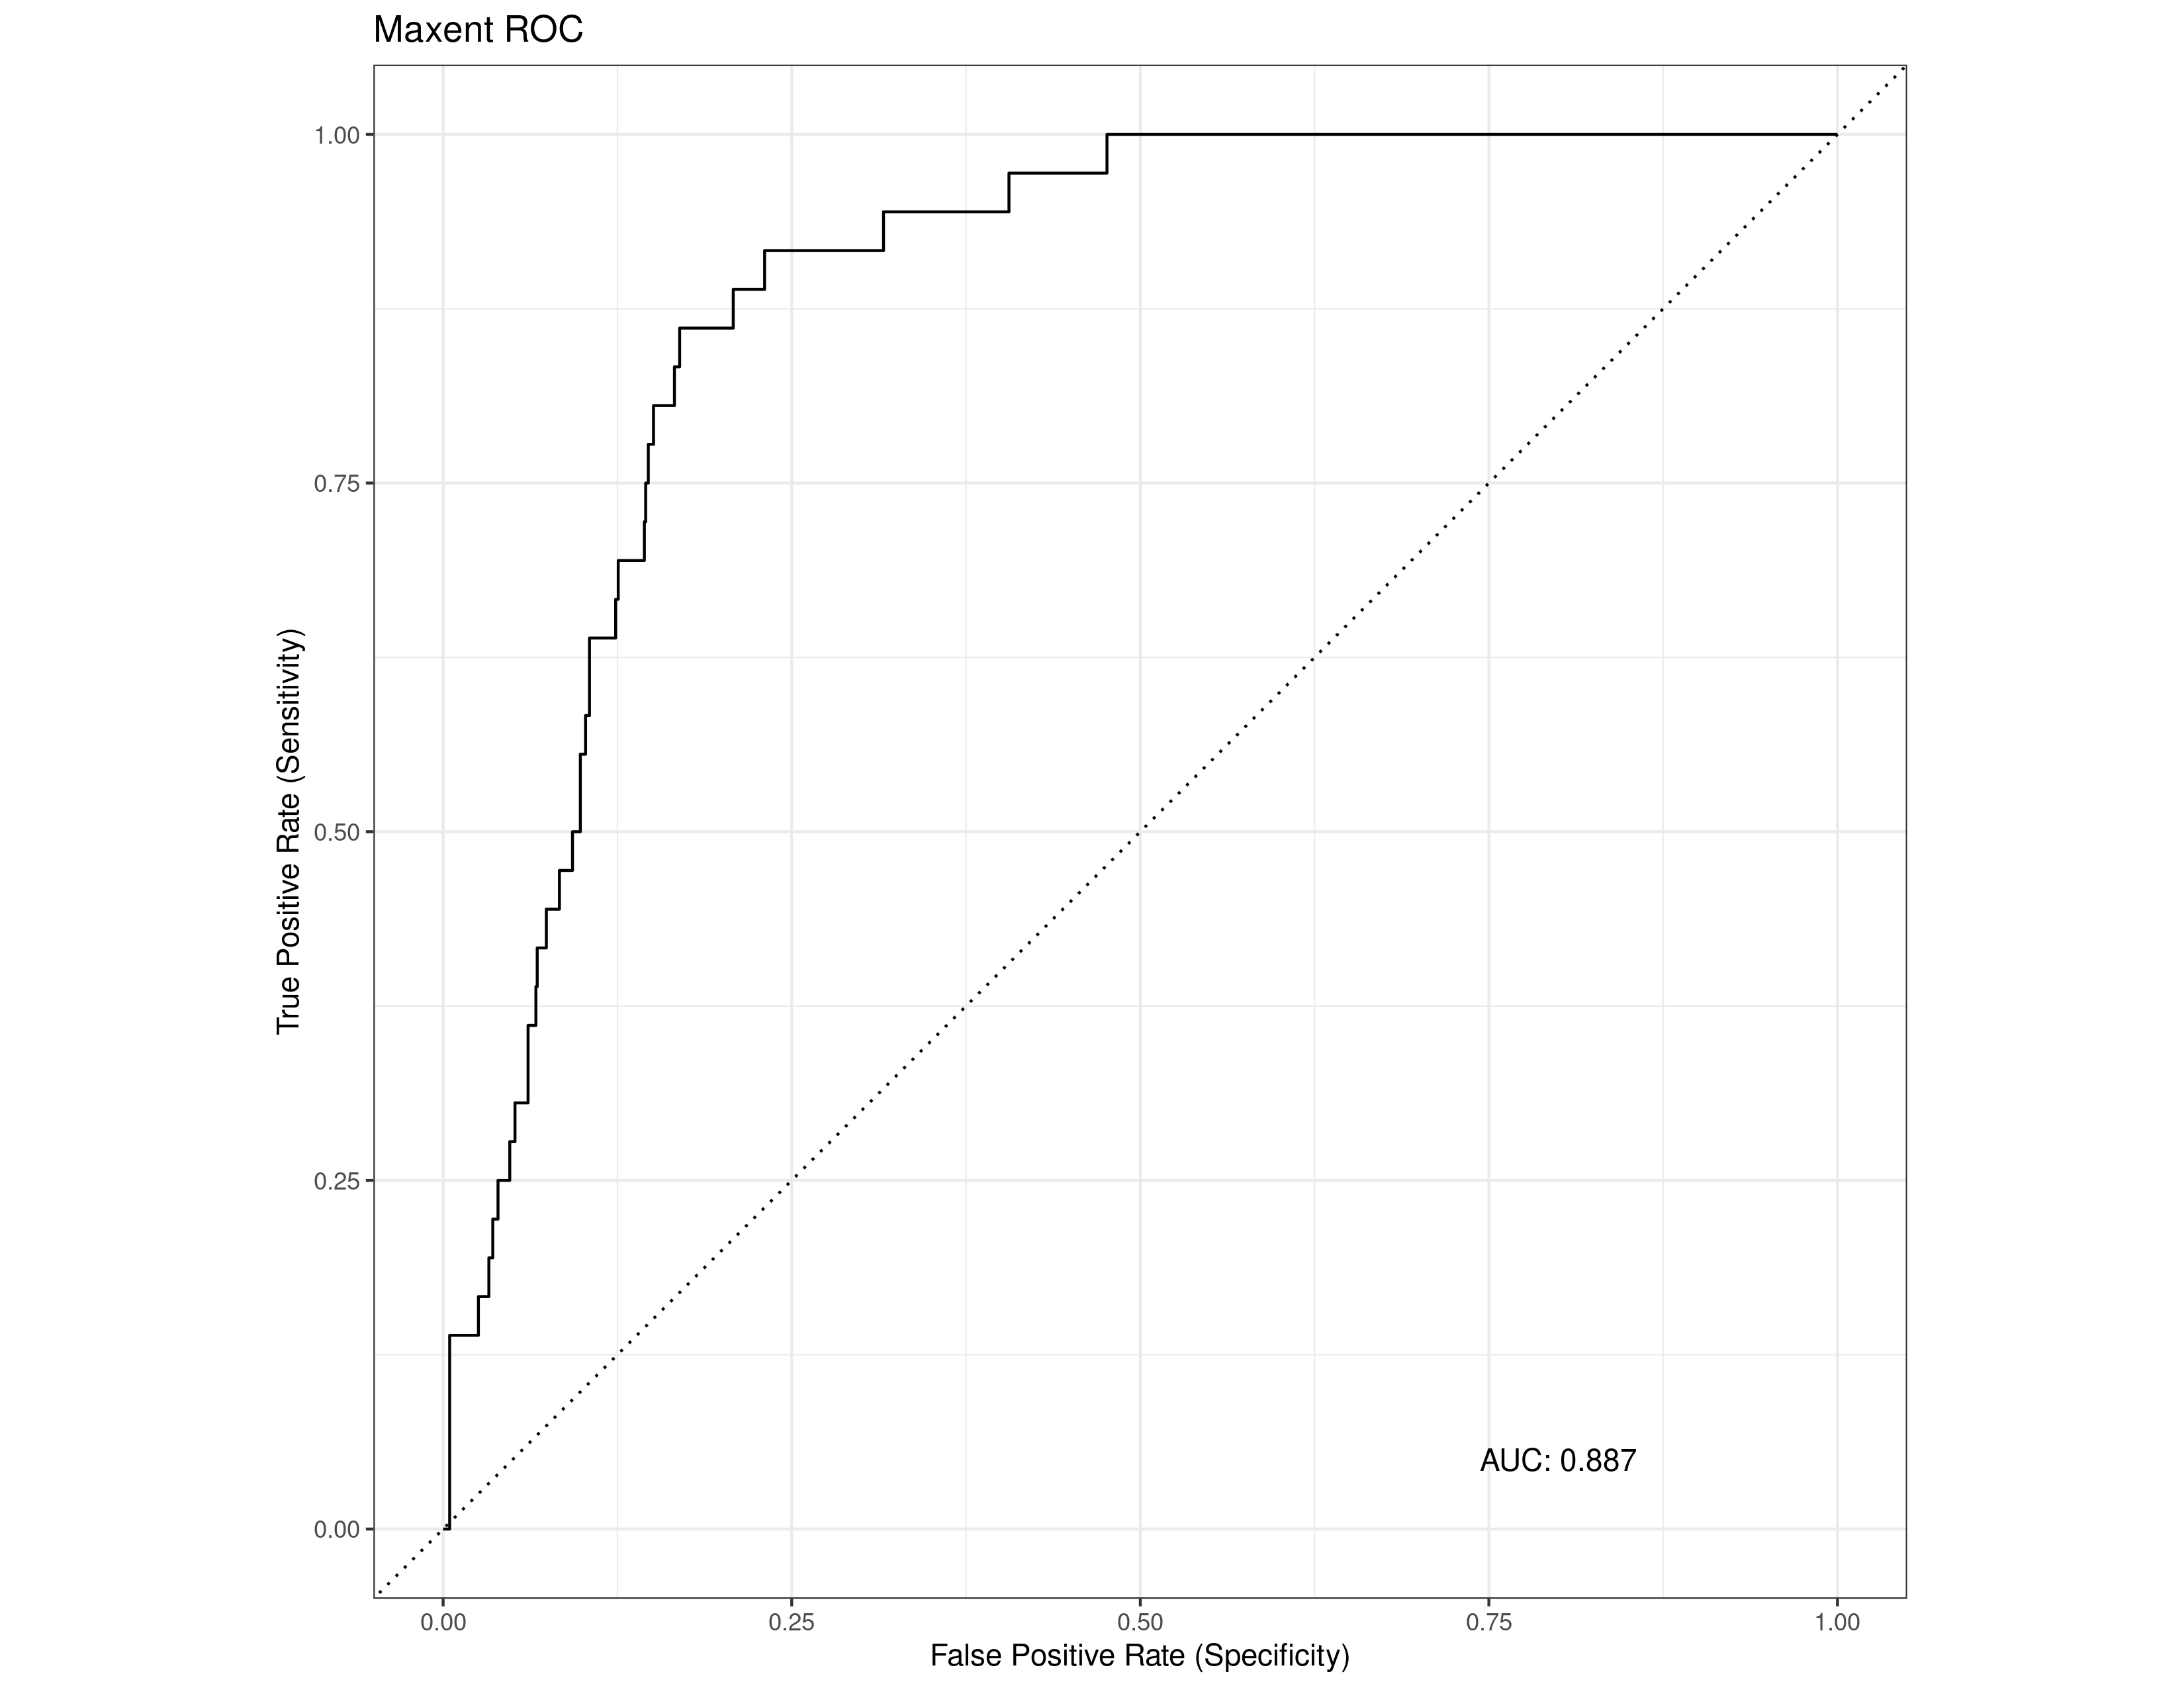 Maxent ROC
True Positive Rate (Sensitivity)
1.00
0.75
0.50
0.25
0.00
AUC: 0.887
0.00 0.25 0.50 0.75 1.00
False Positive Rate (Specificity)